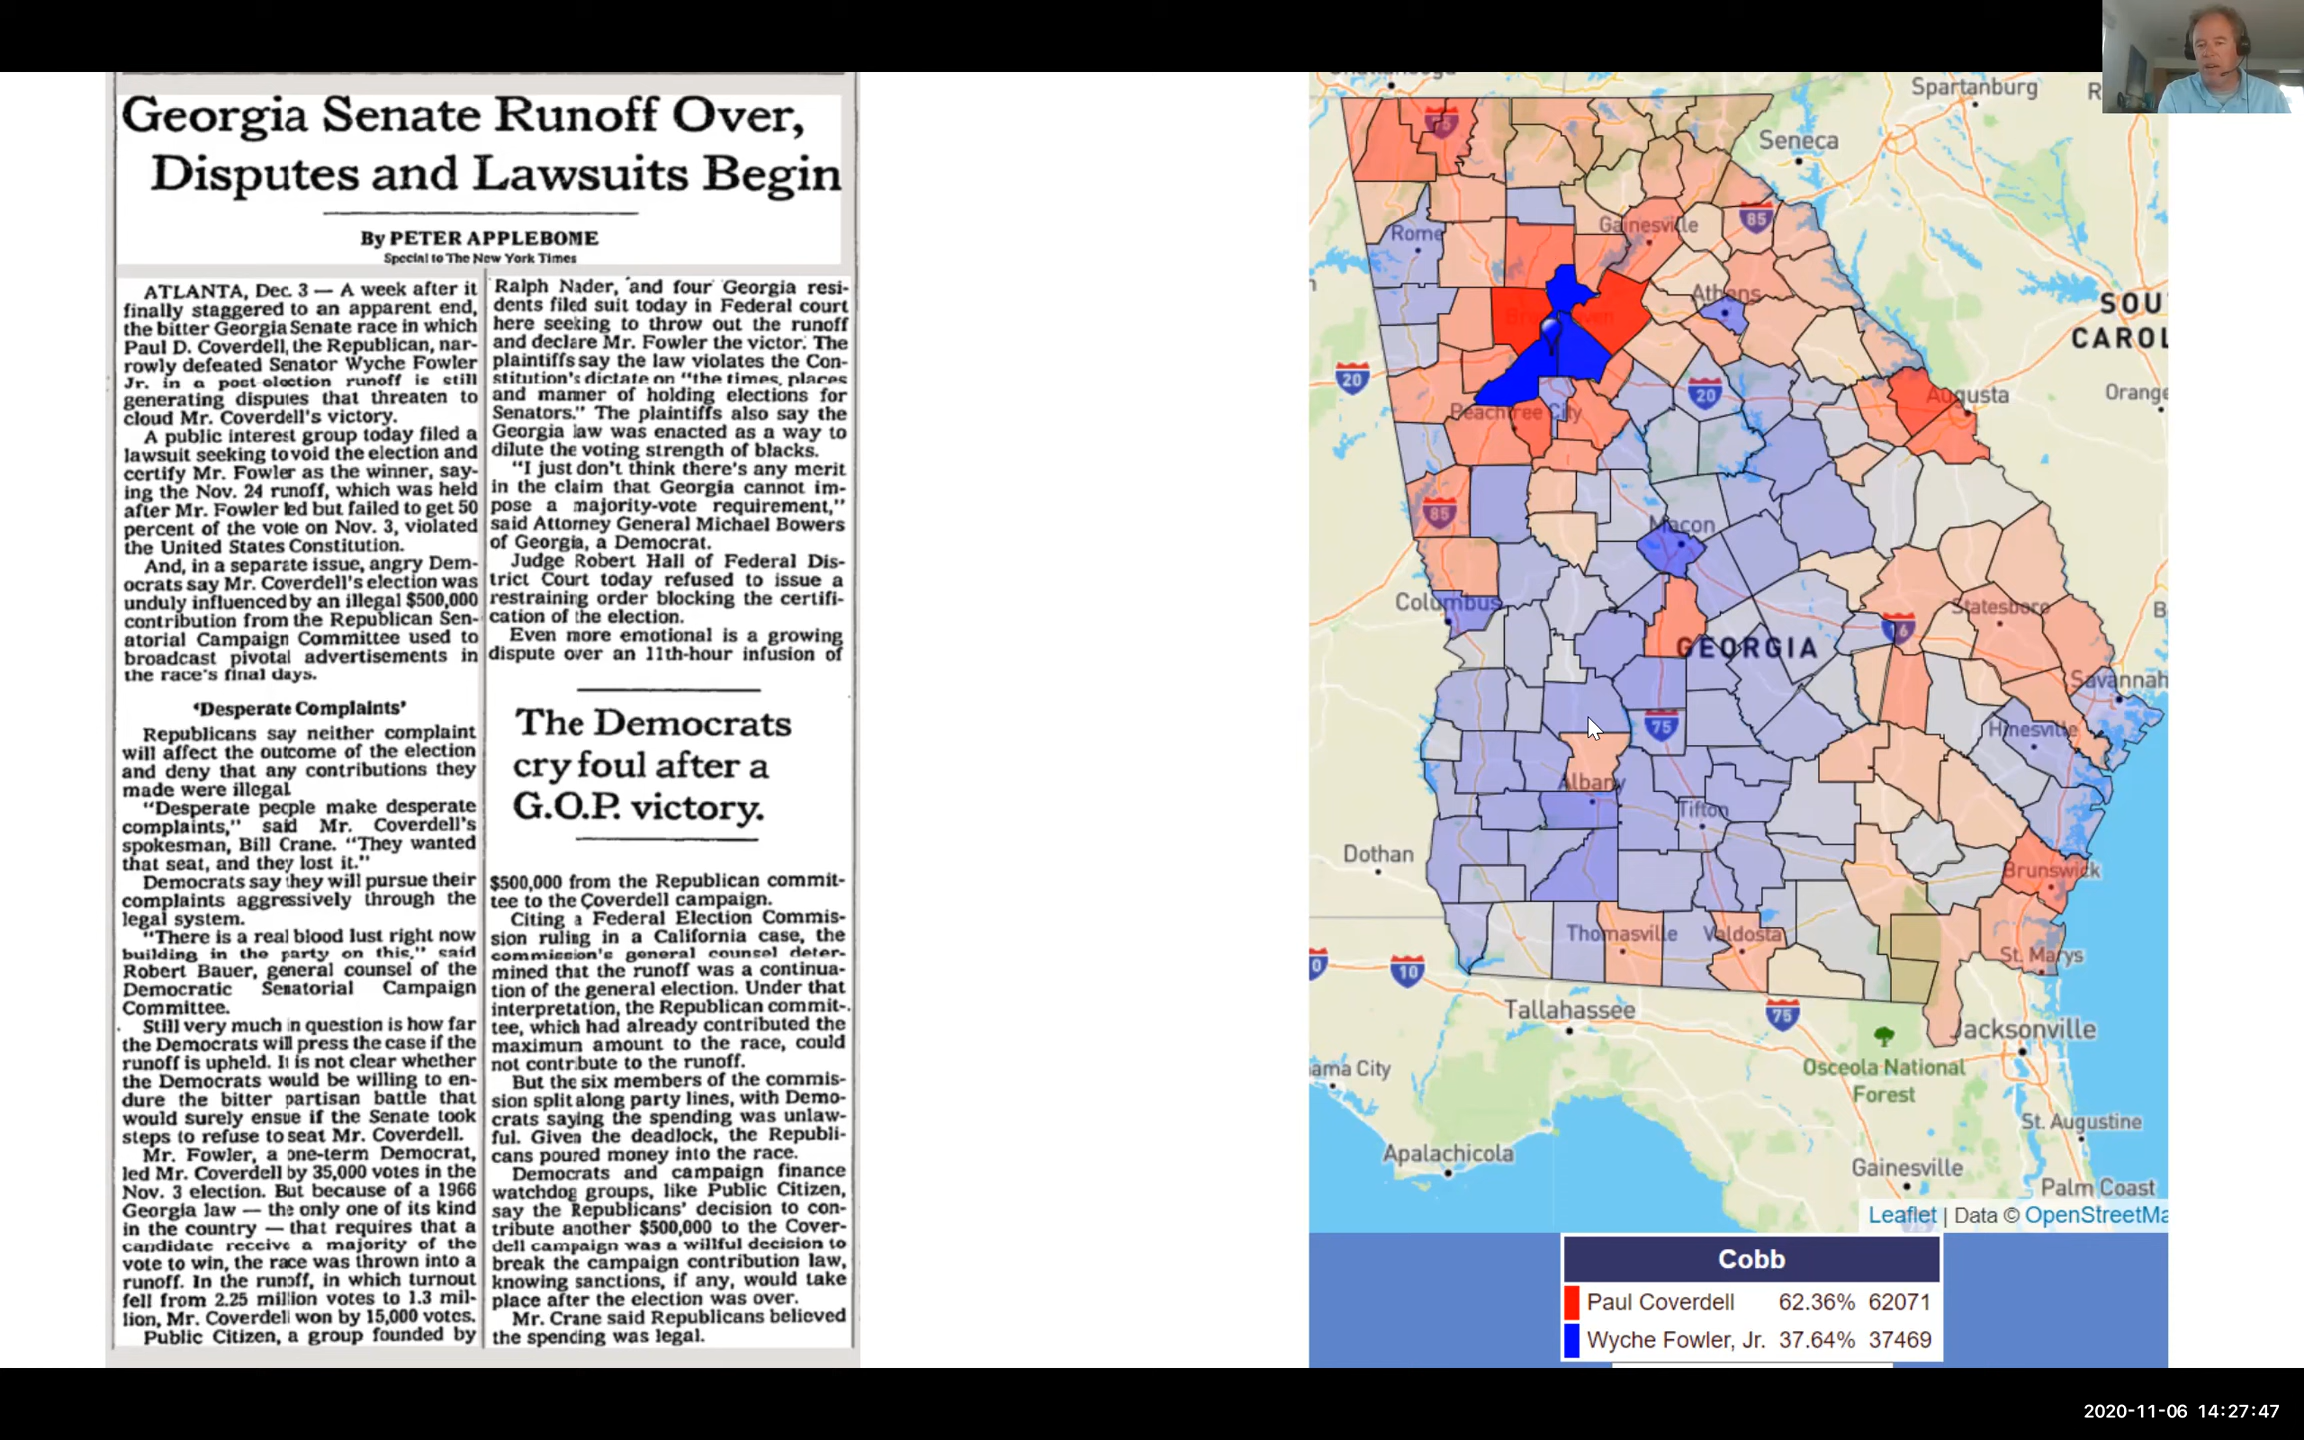 Georgia Senate Runoff Over,
Disputes and Lawsuits Begin
By PETER APPLEBOME
Special to The New York Times
ATLANTA, Dec. 3 — A week after it
finally staggered to an apparent end,
the bitter Georgia Senate race in which
Paul D. Coverdell, the Republican, nar-
rowly defeated Senator Wyche Fowler
Jr. in a post-election runoff is still
generating disputes that threaten to
cloud Mr. Coverdell's victory.
A public interest group today filed a
lawsuit seeking to void the election and
certify Mr. Fowler as the winner, say-
ing the Nov. 24 runoff, which was held
after Mr. Fowler led but failed to get 50
percent of the vote on Nov. 3, violated
the United States Constitution.
And, in a separate issue, angry Dem-
ocrats say Mr. Coverdell's election was
unduly influenced by an illegal $500,000
contribution from the Republican Sen-
atorial Campaign Committee used to
broadcast pivotal advertisements in
the race's final days.
'Desperate Complaints'
Republicans say neither complaint
will affect the outcome of the election
and deny that any contributions they
made were illegal
"Desperate people make desperate
complaints," said Mr. Coverdell's
spokesman, Bill Crane. "They wanted
that seat, and they lost it."
Democrats say they will pursue their
complaints aggressively through the
legal system.
"There is a real blood lust right now
building in the party on this," said
Robert Bauer, general counsel of the
Democratic Senatorial Campaign
Committee.
Still very much in question is how far
the Democrats will press the case if the
runoff is upheld. It is not clear whether
the Democrats would be willing to en-
dure the bitter partisan battle that
would surely ensue if the Senate took
steps to refuse to seat Mr. Coverdell.
Mr. Fowler, a one-term Democrat,
led Mr. Coverdell by 35,000 votes in the
Nov. 3 election. But because of a 1966
Georgia law — the only one of its kind
in the country — that requires that a
candidate receive a majority of the
vote to win, the race was thrown into a
runoff. In the runoff, in which turnout
fell from 2.25 million votes to 1.3 mil-
lion, Mr. Coverdell won by 15,000 votes.
Public Citizen, a group founded by
Ralph Nader, and four Georgia resi-
dents filed suit today in Federal court
here seeking to throw out the runoff
and declare Mr. Fowler the victor. The
plaintiffs say the law violates the Con-
stitution's dictate on "the times, places
and manner of holding elections for
Senators." The plaintiffs also say the
Georgia law was enacted as a way to
dilute the voting strength of blacks.
"I just don't think there's any merit
in the claim that Georgia cannot im-
pose a majority-vote requirement,"
said Attorney General Michael Bowers
of Georgia, a Democrat.
Judge Robert Hall of Federal Dis-
trict Court today refused to issue a
restraining order blocking the certifi-
cation of the election.
Even more emotional is a growing
dispute over an 11th-hour infusion of
The Democrats
cry foul after a
G.O.P. victory.
$500,000 from the Republican commit-
tee to the Coverdell campaign.
Citing a Federal Election Commis-
sion ruling in a California case, the
commission's general counsel deter-
mined that the runoff was a continua-
tion of the general election. Under that
interpretation, the Republican commit-
tee, which had already contributed the
maximum amount to the race, could
not contribute to the runoff.
But the six members of the commis-
sion split along party lines, with Demo-
crats saying the spending was unlaw-
ful. Given the deadlock, the Republi-
cans poured money into the race.
Democrats and campaign finance
watchdog groups, like Public Citizen,
say the Republicans' decision to con-
tribute another $500,000 to the Cover-
dell campaign was a willful decision to
break the campaign contribution law,
knowing sanctions, if any, would take
place after the election was over.
Mr. Crane said Republicans believed
the spending was legal.
Spartanburg
Seneca
Gainesville
85
Rome
Athens
SOU
CAROL
20
20
Augusta
Orange
Beachtree City
85
Macon
Columbus
Statesboro
GEORGIA
Savannah
75
Hinesville
Albany
Tifton
Dothan
Brunswick
Thomasville
Valdosta
St. Marys
0
10
75
Tallahassee
Jacksonville
Osceola National
Forest
ama City
St. Augustine
Apalachicola
Gainesville
Palm Coast
Leaflet | Data © OpenStreetMa
Cobb
Paul Coverdell 62.36% 62071
Wyche Fowler, Jr. 37.64% 37469
2020-11-06 14:27:47